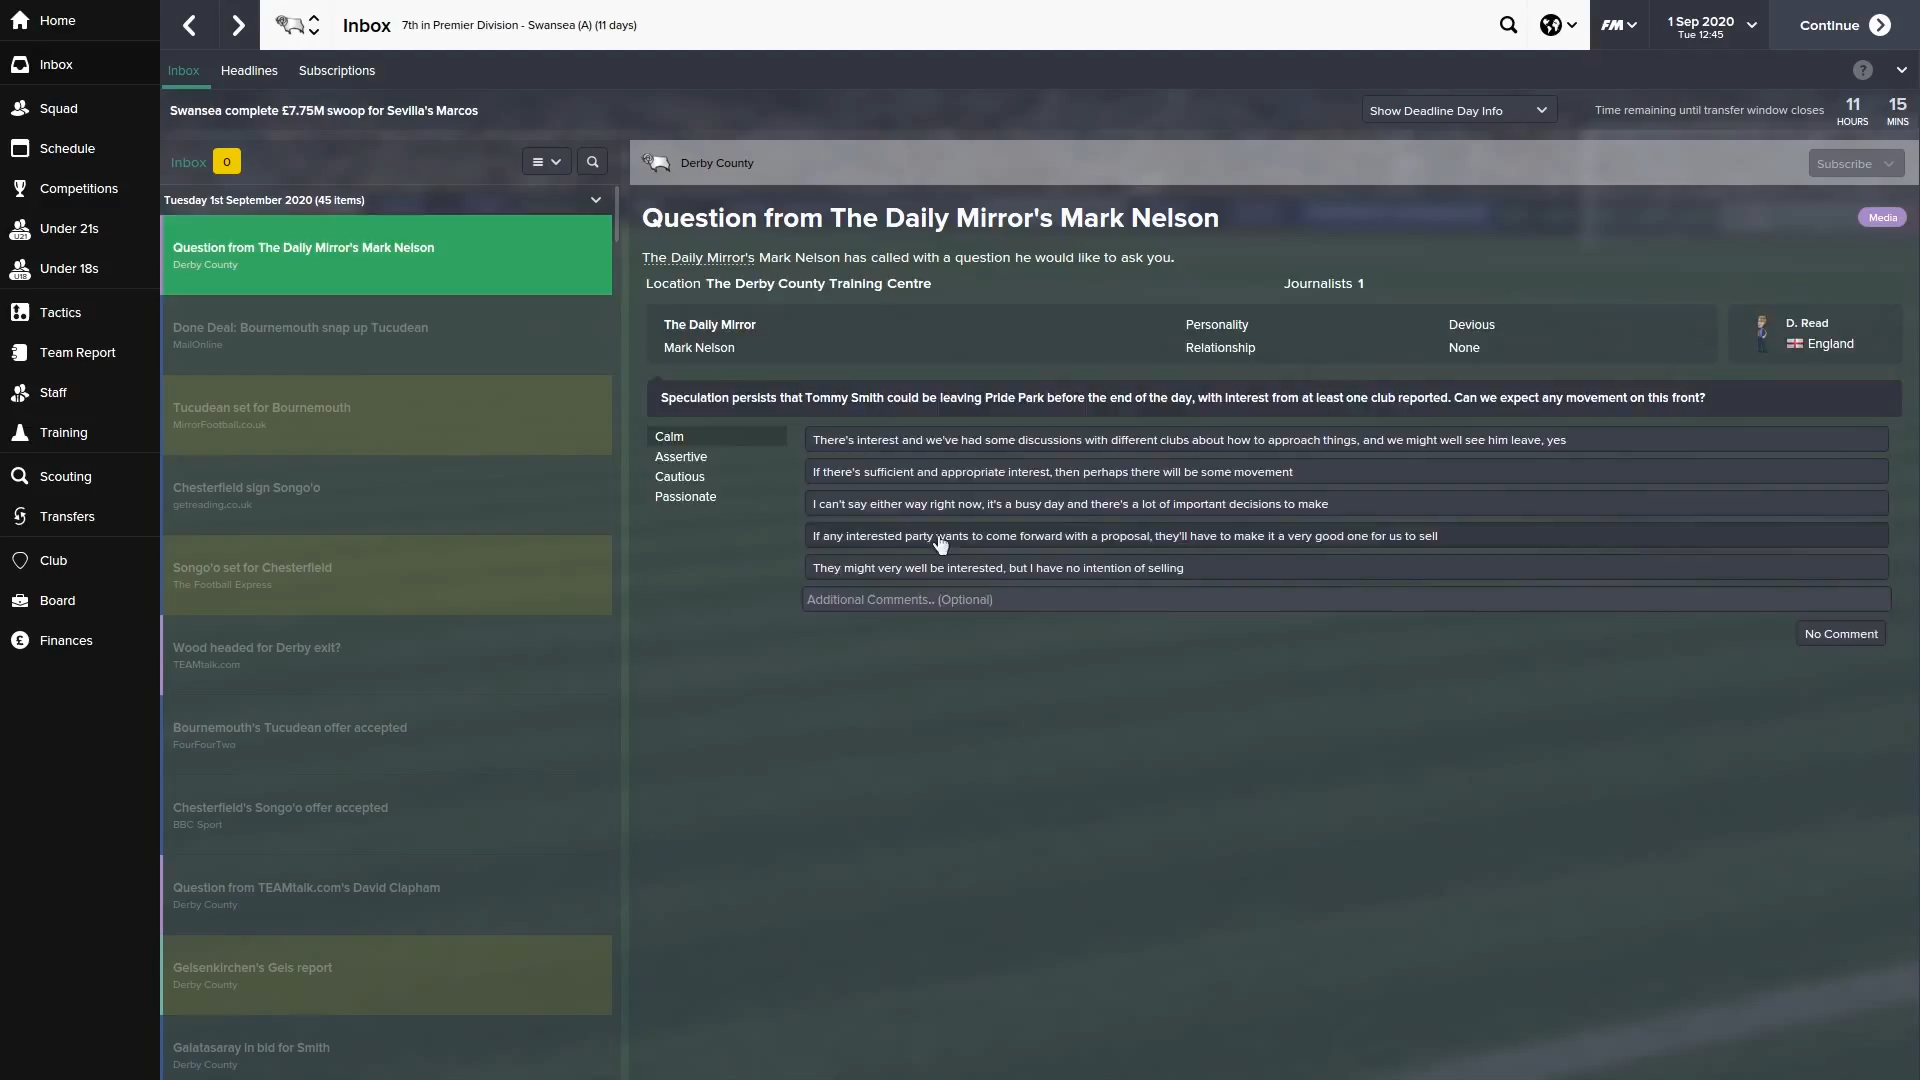 Home
Inbox
Squad
Schedule
Competitions
U21
Under 21s
U18
Under 18s
Tactics
Team Report
Staff
Training
Scouting
Transfers
Club
Board
£
Finances
Inbox
7th in Premier Division - Swansea (A) (11 days)
FM
1 Sep 2020
Tue 12:45
Continue
Inbox
Headlines
Subscriptions
?
Swansea complete £7.75M swoop for Sevilla's Marcos
Show Deadline Day Info
Time remaining until transfer window closes
11
HOURS
15
MINS
Inbox
0
Tuesday 1st September 2020 (45 items)
Question from The Daily Mirror's Mark Nelson
Derby County
Done Deal: Bournemouth snap up Tucudean
MailOnline
Tucudean set for Bournemouth
MirrorFootball.co.uk
Chesterfield sign Songo'o
getreading.co.uk
Songo'o set for Chesterfield
The Football Express
Wood headed for Derby exit?
TEAMtalk.com
Bournemouth's Tucudean offer accepted
FourFourTwo
Chesterfield's Songo'o offer accepted
BBC Sport
Question from TEAMtalk.com's David Clapham
Derby County
Gelsenkirchen's Geis report
Derby County
Galatasaray in bid for Smith
Derby County
Derby County
Subscribe
Question from The Daily Mirror's Mark Nelson
Media
The Daily Mirror's Mark Nelson has called with a question he would like to ask you.
Location The Derby County Training Centre
Journalists 1
The Daily Mirror
Personality
Devious
Mark Nelson
Relationship
None
D. Read
England
Speculation persists that Tommy Smith could be leaving Pride Park before the end of the day, with interest from at least one club reported. Can we expect any movement on this front?
Calm
Assertive
Cautious
Passionate
There's interest and we've had some discussions with different clubs about how to approach things, and we might well see him leave, yes
If there's sufficient and appropriate interest, then perhaps there will be some movement
I can't say either way right now, it's a busy day and there's a lot of important decisions to make
If any interested party wants to come forward with a proposal, they'll have to make it a very good one for us to sell
They might very well be interested, but I have no intention of selling
Additional Comments.. (Optional)
No Comment